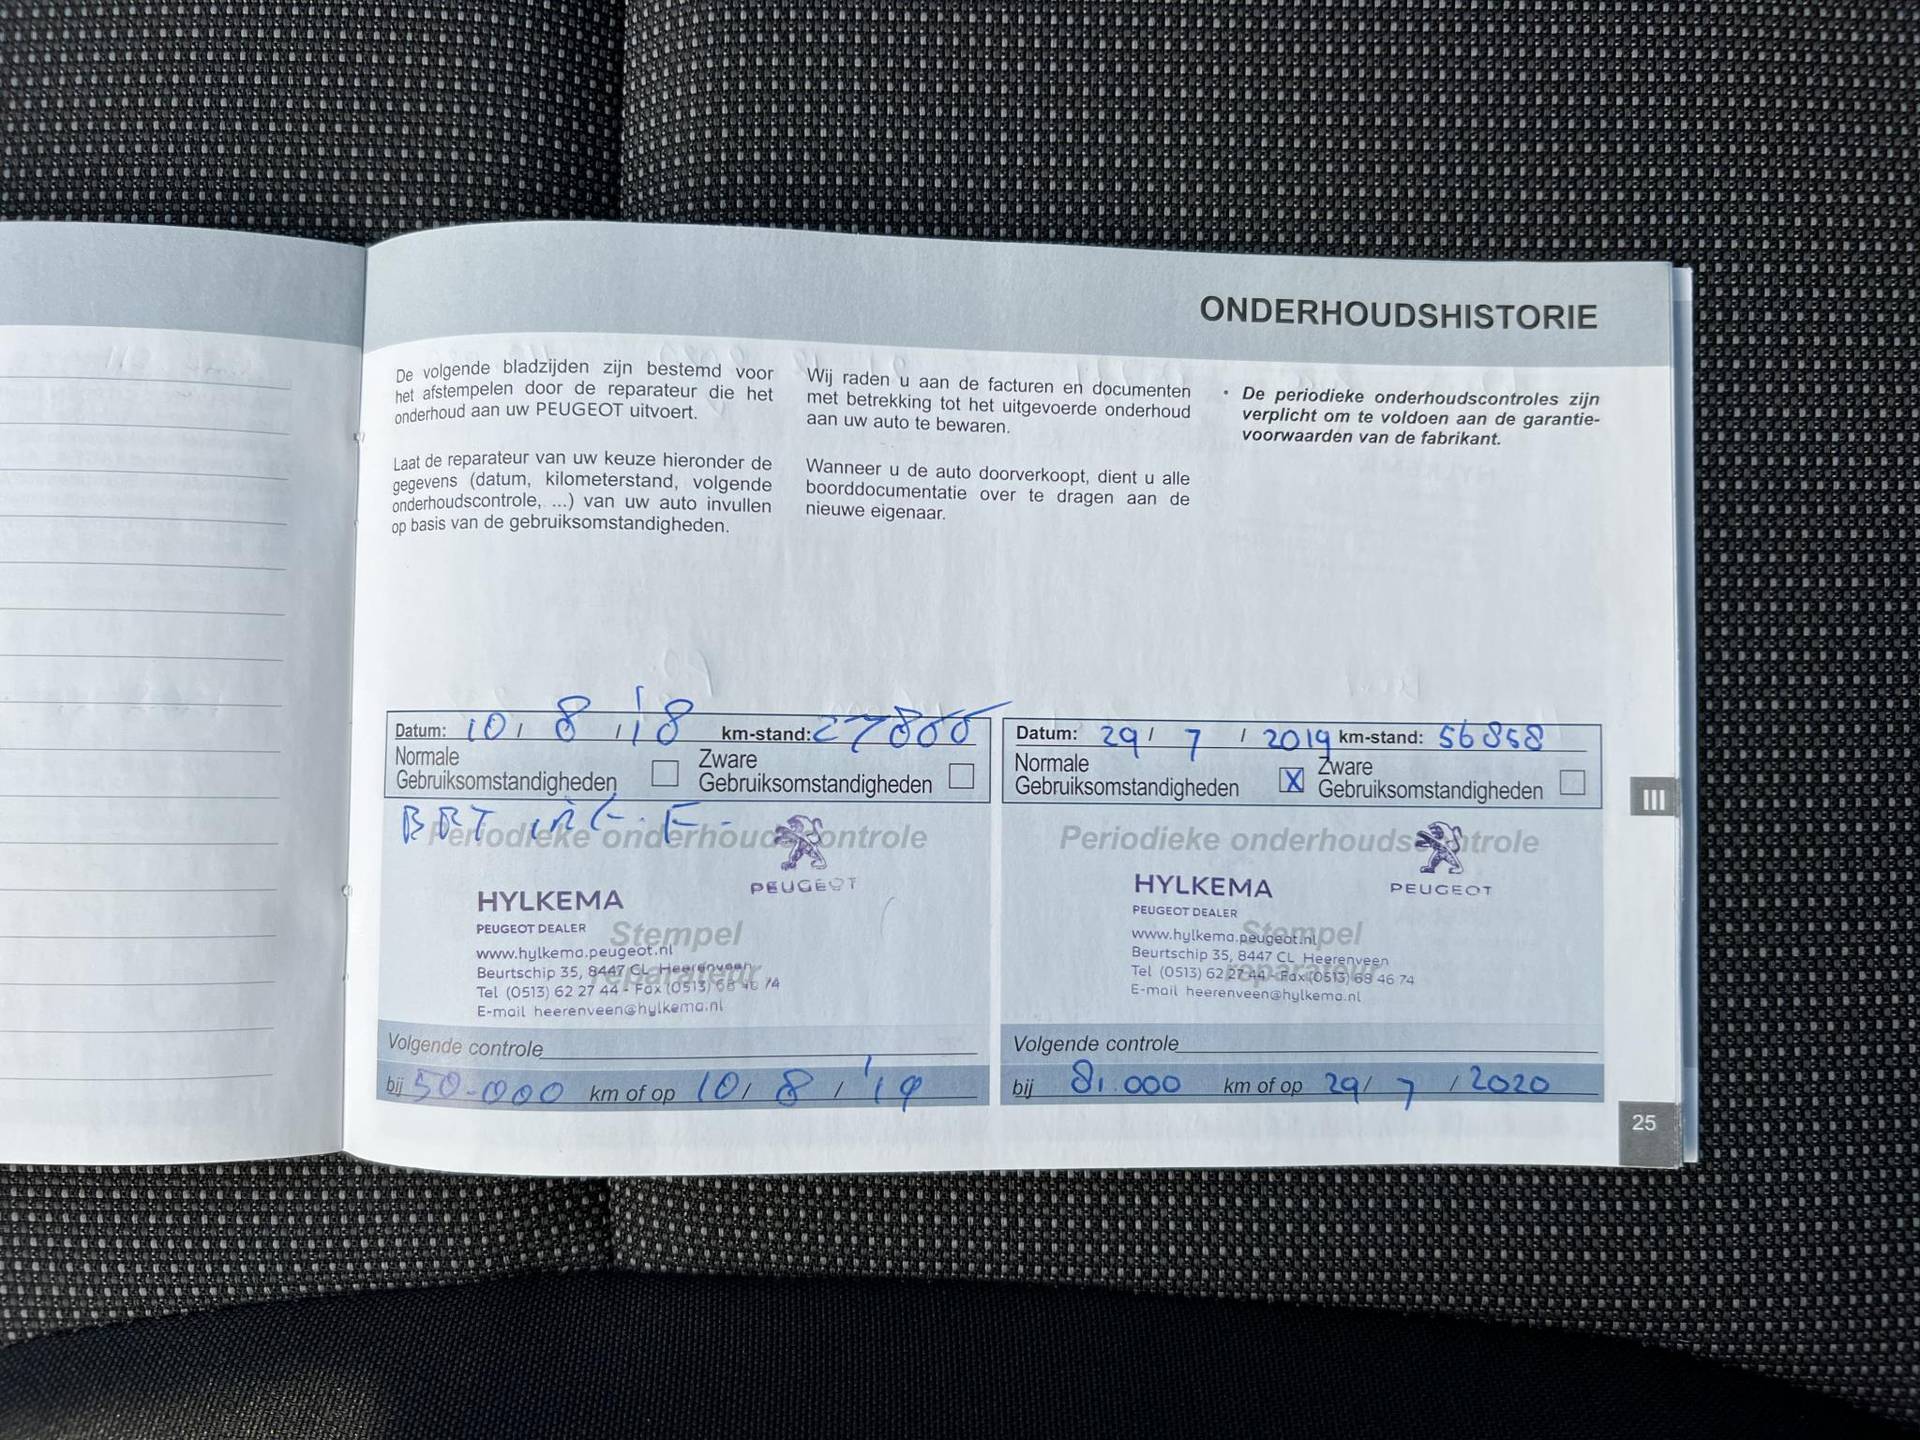 ONDERHOUDSHISTORIE
De volgende bladzijden zijn bestemd voor
het afstempelen door de reparateur die het
onderhoud aan uw PEUGEOT uitvoert.
Laat de reparateur van uw keuze hieronder de
gegevens (datum, kilometerstand, volgende
onderhoudscontrole, ...) van uw auto invullen
op basis van de gebruiksomstandigheden.
Wij raden u aan de facturen en documenten
met betrekking tot het uitgevoerde onderhoud
aan uw auto te bewaren.
Wanneer u de auto doorverkoopt, dient u alle
boorddocumentatie over te dragen aan de
nieuwe eigenaar.
• De periodieke onderhoudscontroles zijn
verplicht om te voldoen aan de garantie-
voorwaarden van de fabrikant.
Datum: 10/ 8 /'18 km-stand:
Normale
Gebruiksomstandigheden
Zware
Gebruiksomstandigheden
Periodieke onderhoudscontrole
PEUGEOT
HYLKEMA
PEUGEOT DEALER
Stempel
www.hylkema.peugeot.nl
reparateur
Beurtschip 35, 8447 CL Heerenveen
Tel (0513) 62 27 44 - Fax (0513) 68 46 74
E-mail heerenveen@hylkema.nl
Volgende controle
bij 50.000 km of op 10/ 8 / '19
Datum: 29/ 7 / 2019 km-stand: 56858
Normale
Gebruiksomstandigheden X
Zware
Gebruiksomstandigheden
Periodieke onderhoudscontrole
PEUGEOT
HYLKEMA
PEUGEOT DEALER
Stempel
www.hylkema.peugeot.nl
reparateur
Beurtschip 35, 8447 CL Heerenveen
Tel (0513) 62 27 44 - Fax (0513) 68 46 74
E-mail heerenveen@hylkema.nl
Volgende controle
bij 81.000 km of op 29/ 7 / 2020
III
25